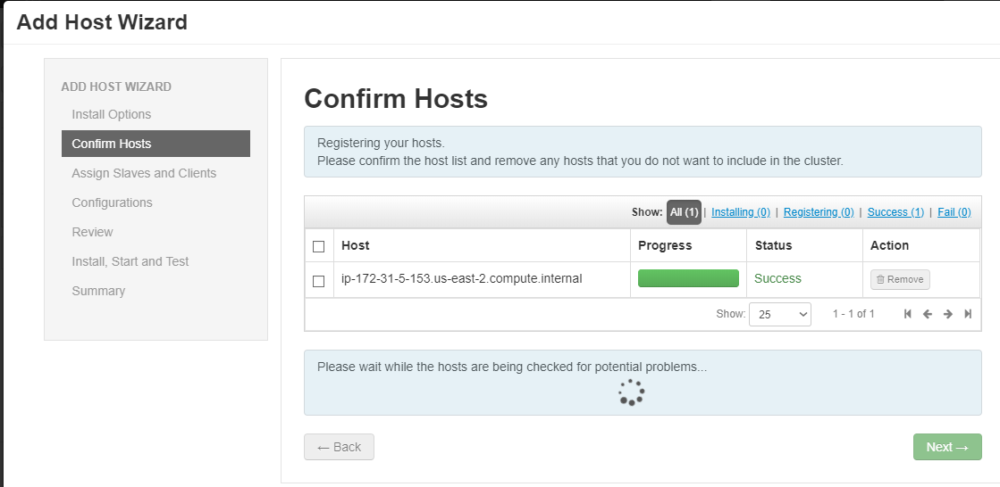 Add Host Wizard
ADD HOST WIZARD
Install Options
Confirm Hosts
Assign Slaves and Clients
Configurations
Review
Install, Start and Test
Summary
Confirm Hosts
Registering your hosts.
Please confirm the host list and remove any hosts that you do not want to include in the cluster.
Show: All (1) | Installing (0) | Registering (0) | Success (1) | Fail (0)
Host Progress Status Action
ip-172-31-5-153.us-east-2.compute.internal Success Remove
Show: 25 1 - 1 of 1
Please wait while the hosts are being checked for potential problems...
← Back Next →